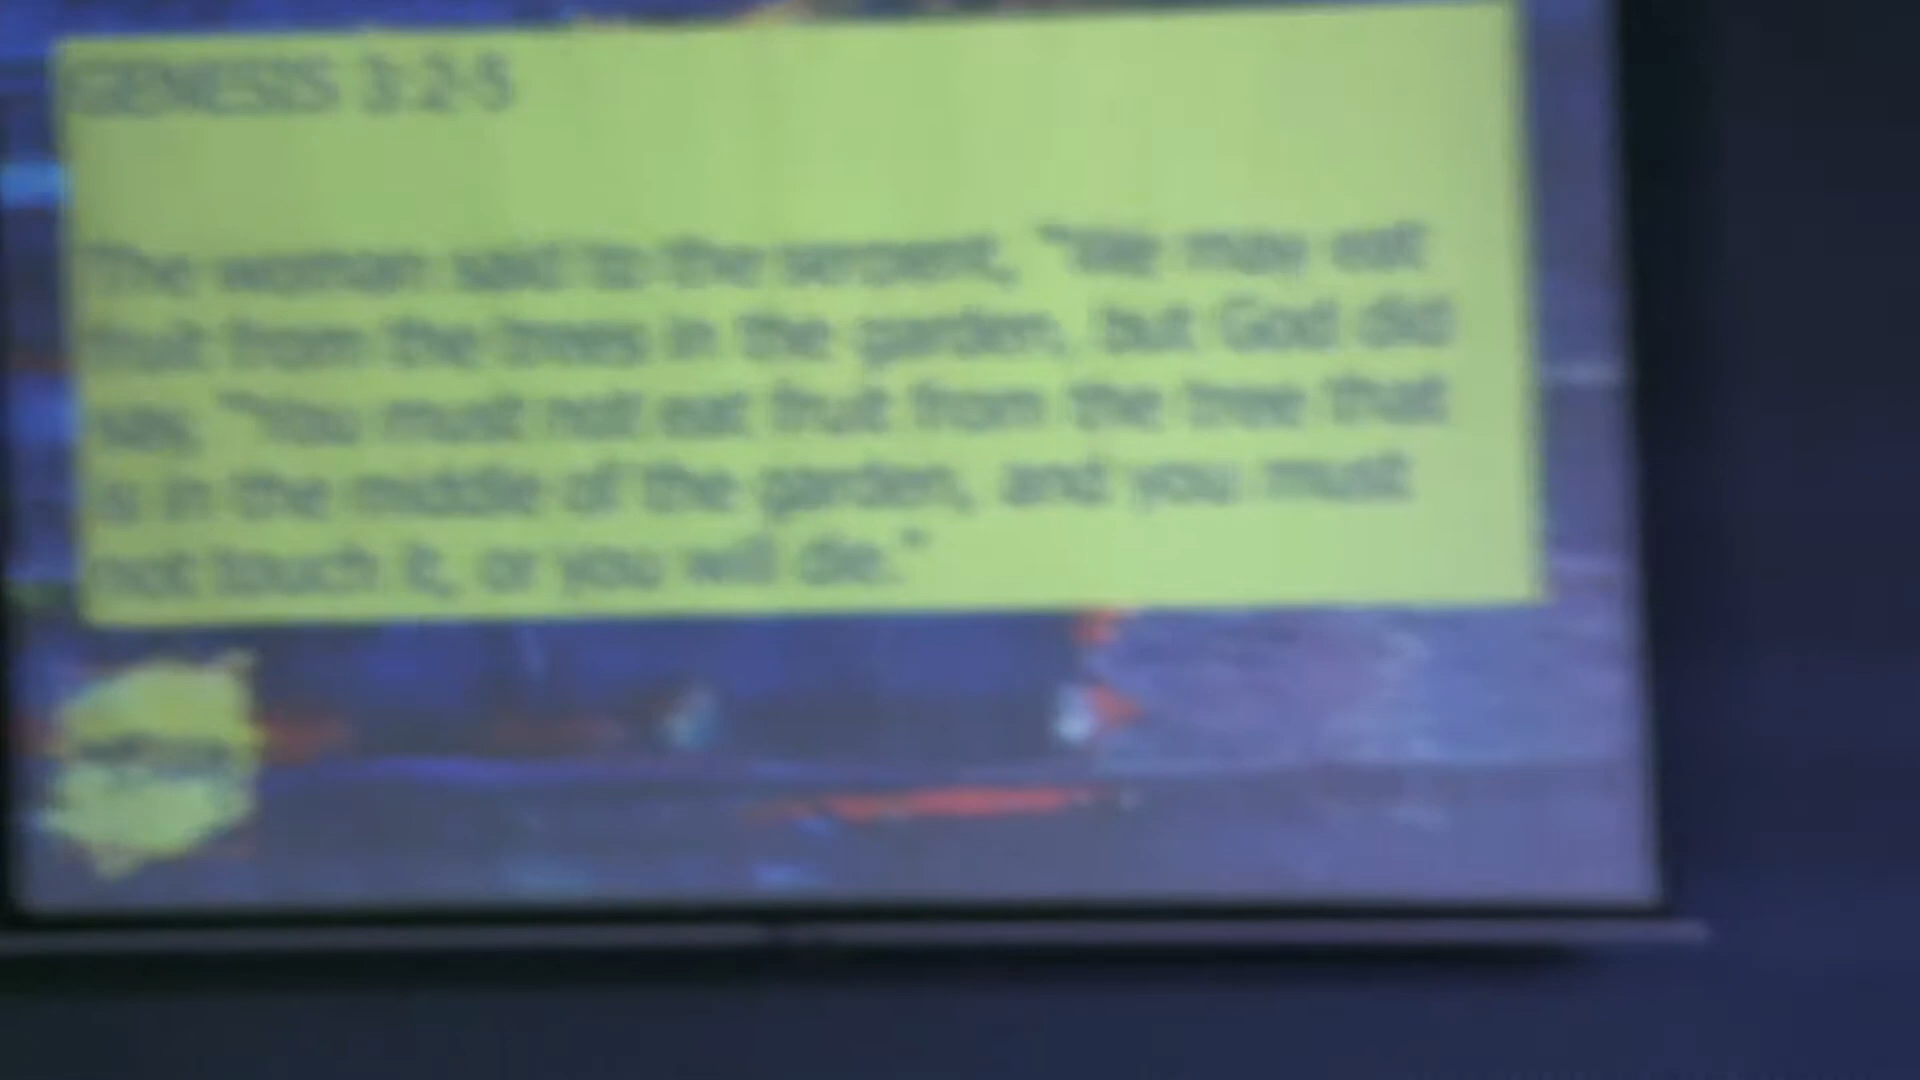 GENESIS 3:2-5
The woman said to the serpent, "We may eat
fruit from the trees in the garden, but God did
say, "You must not eat fruit from the tree that
is in the middle of the garden, and you must
not touch it, or you will die."